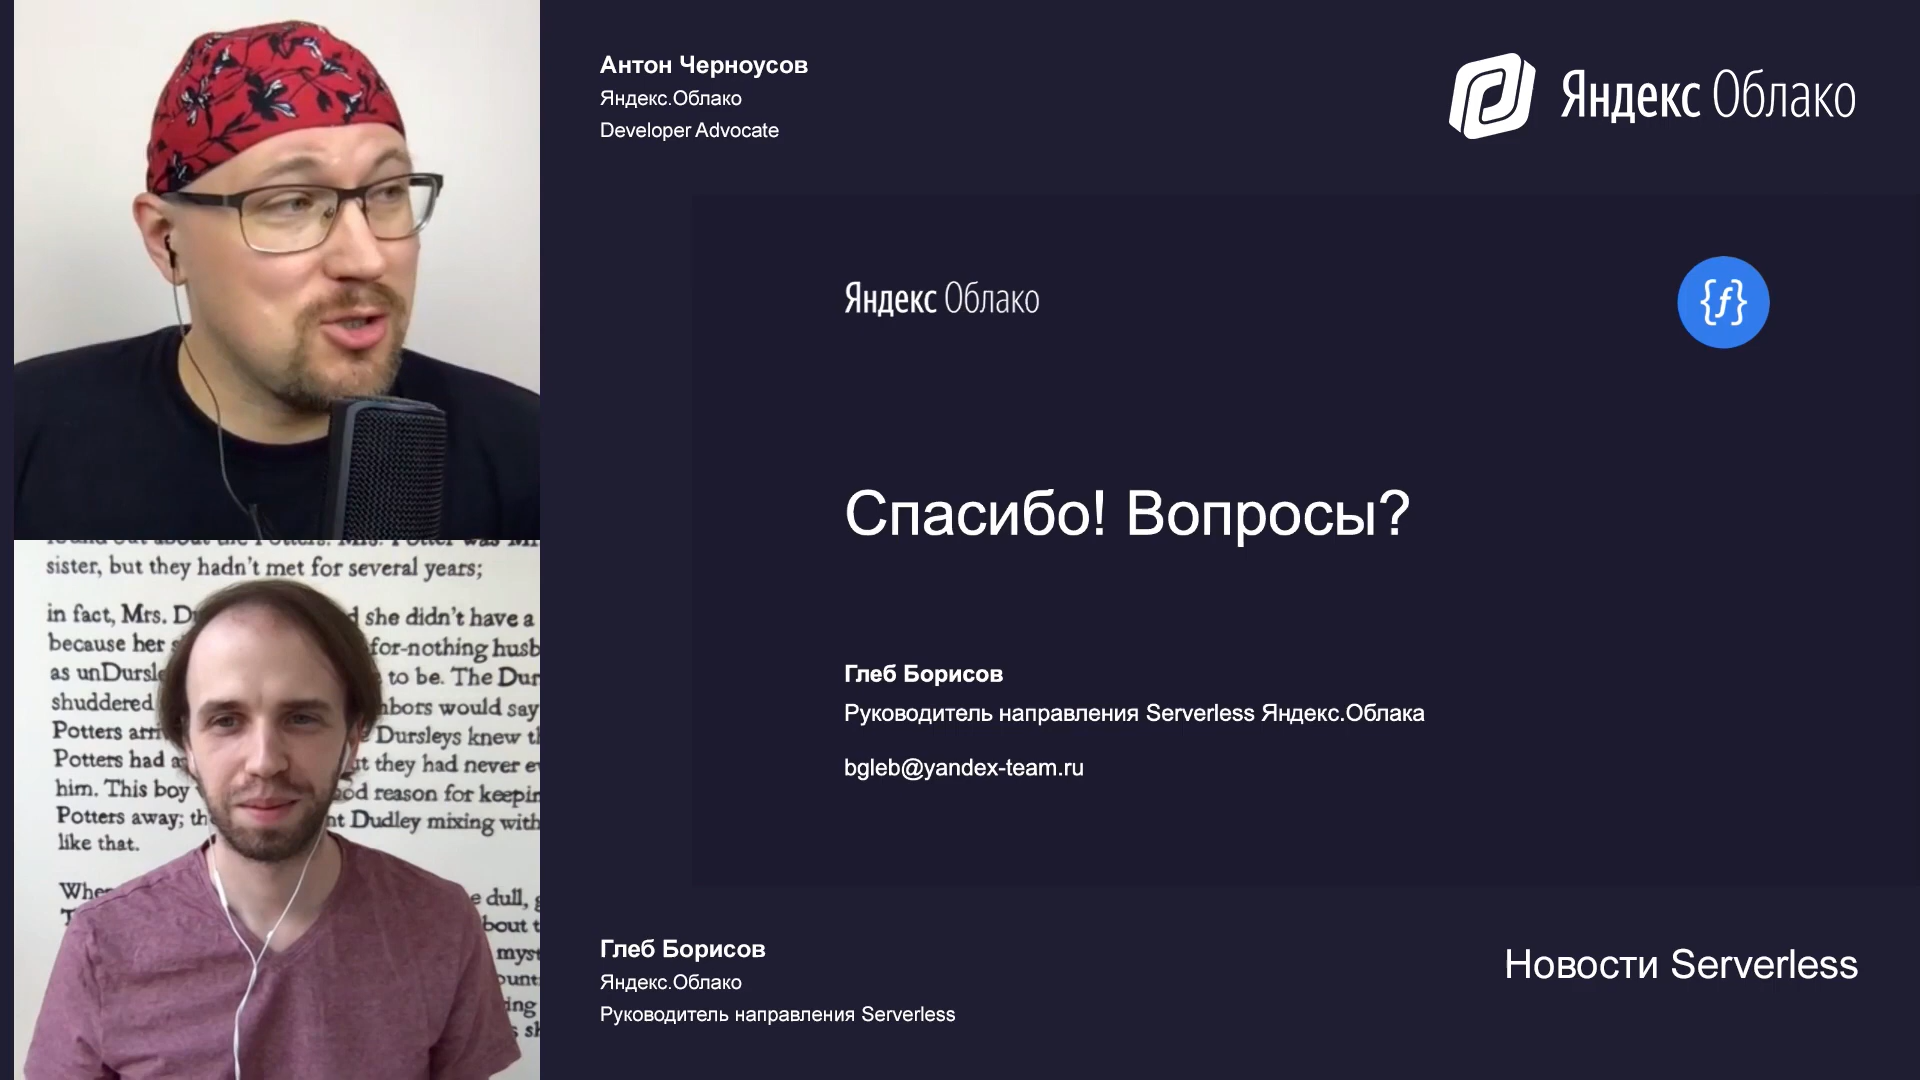 Антон Черноусов
Яндекс.Облако
Developer Advocate
Яндекс Облако
Яндекс Облако
{f}
Спасибо! Вопросы?
Глеб Борисов
Руководитель направления Serverless Яндекс.Облака
bgleb@yandex-team.ru
sister, but they hadn't met for several years;
in fact, Mrs. she didn't have a
because her for-nothing
as to be. The
shuddered would say
Potters Dursleys knew
Potters had they had never
him. This boy reason for
Potters away; Dudley mixing with
like that.
dull,
Глеб Борисов
Яндекс.Облако
Руководитель направления Serverless
Новости Serverless